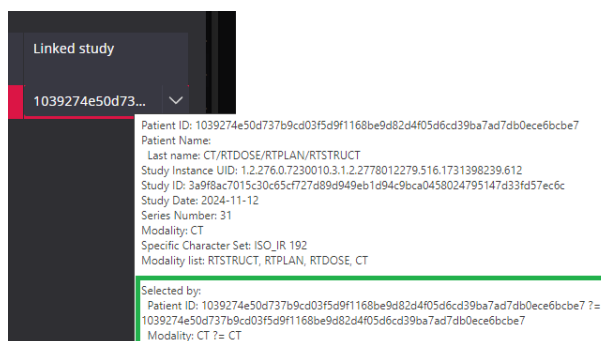 Linked study
1039274e50d73...
Patient ID: 1039274e50d737b9cd03f5d9f1168be9d82d4f05d6cd39ba7ad7db0ece6bcbe7
Patient Name:
Last name: CT/RTDOSE/RTPLAN/RTSTRUCT
Study Instance UID: 1.2.276.0.7230010.3.1.2.2778012279.516.1731398239.612
Study ID: 3a9f8ac7015c30c65cf727d89d949eb1d94c9bca0458024795147d33fd57ec6c
Study Date: 2024-11-12
Series Number: 31
Modality: CT
Specific Character Set: ISO_IR 192
Modality list: RTSTRUCT, RTPLAN, RTDOSE, CT
Selected by:
Patient ID: 1039274e50d737b9cd03f5d9f1168be9d82d4f05d6cd39ba7ad7db0ece6bcbe7 ?=
1039274e50d737b9cd03f5d9f1168be9d82d4f05d6cd39ba7ad7db0ece6bcbe7
Modality: CT ?= CT